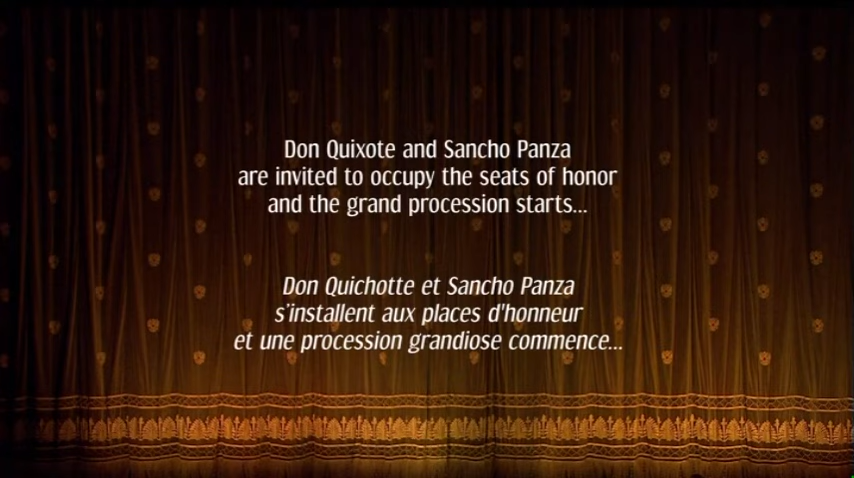 Don Quixote and Sancho Panza
are invited to occupy the seats of honor
and the grand procession starts...
Don Quichotte et Sancho Panza
s'installent aux places d'honneur
et une procession grandiose commence...